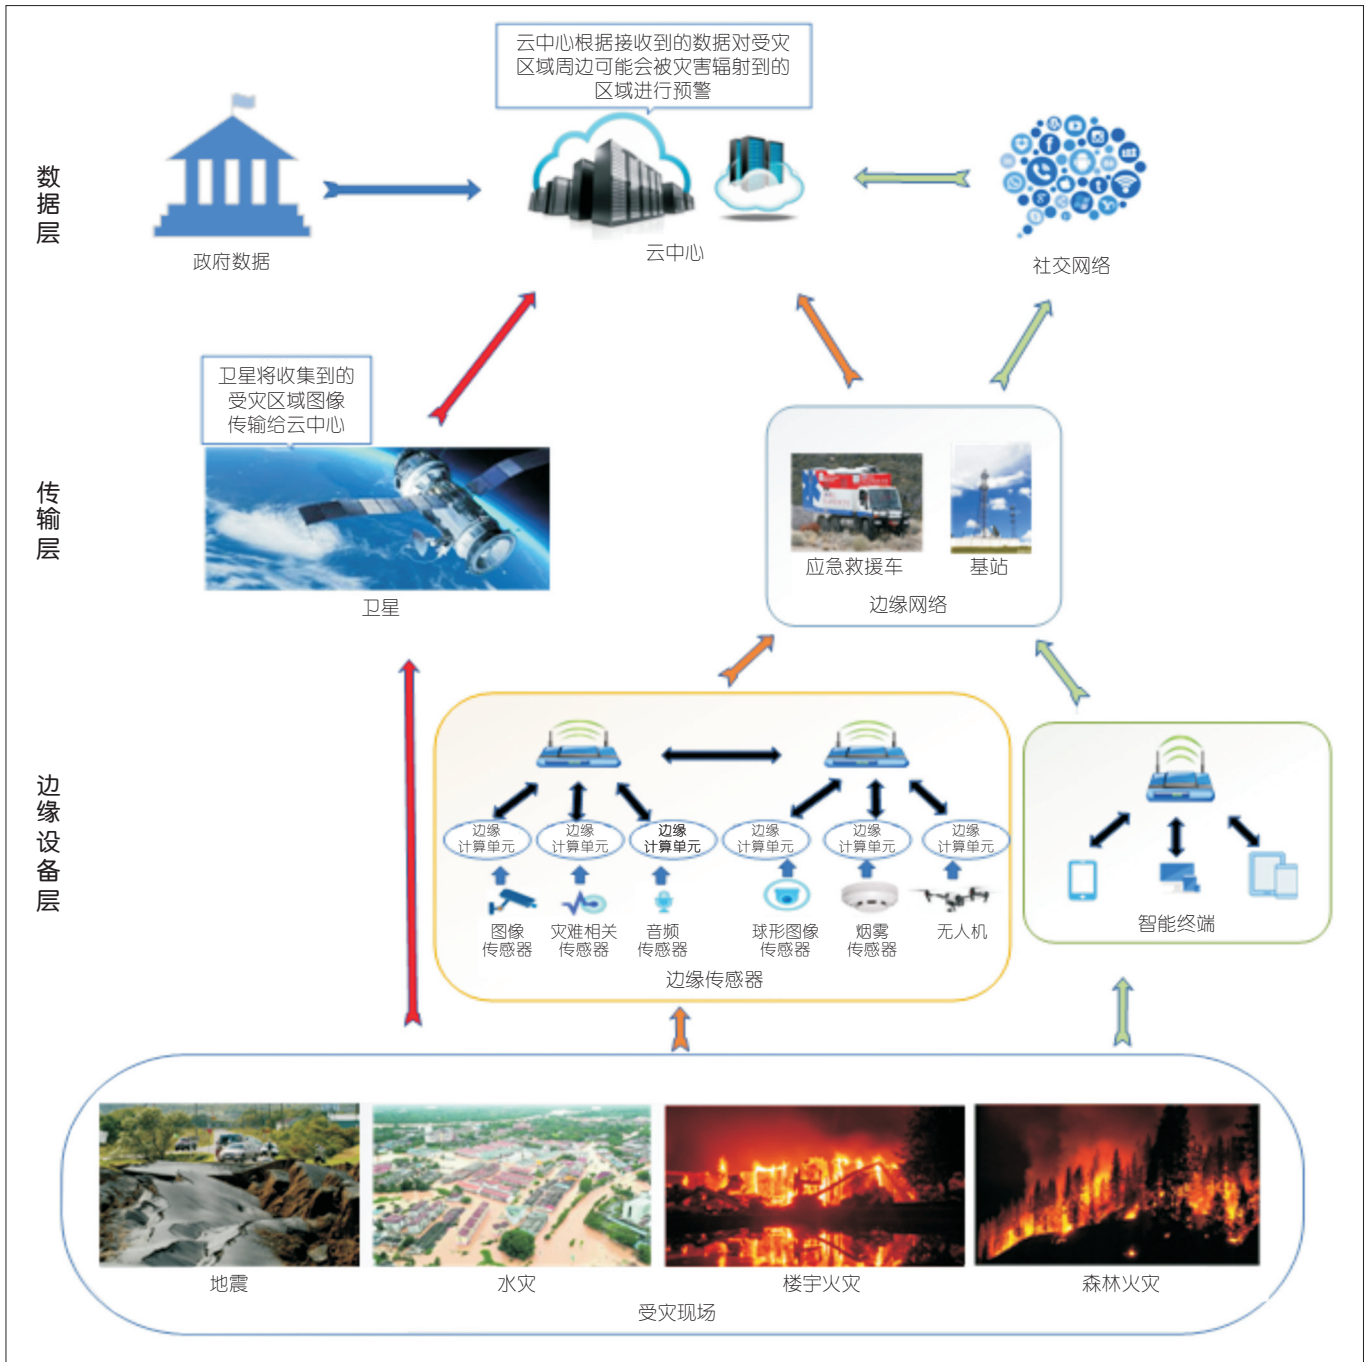 云中心根据接收到的数据对受灾
区域周边可能会被灾害辐射到的
区域进行预警
数据层
政府数据
云中心
社交网络
卫星将收集到的
受灾区域图像
传输给云中心
传输层
应急救援车
基站
卫星
边缘网络
边缘设备层
边缘
计算单元
边缘
计算单元
边缘
计算单元
边缘
计算单元
边缘
计算单元
边缘
计算单元
图像
传感器
灾难相关
传感器
音频
传感器
球形图像
传感器
烟雾
传感器
无人机
边缘传感器
智能终端
地震
水灾
楼宇火灾
森林火灾
受灾现场